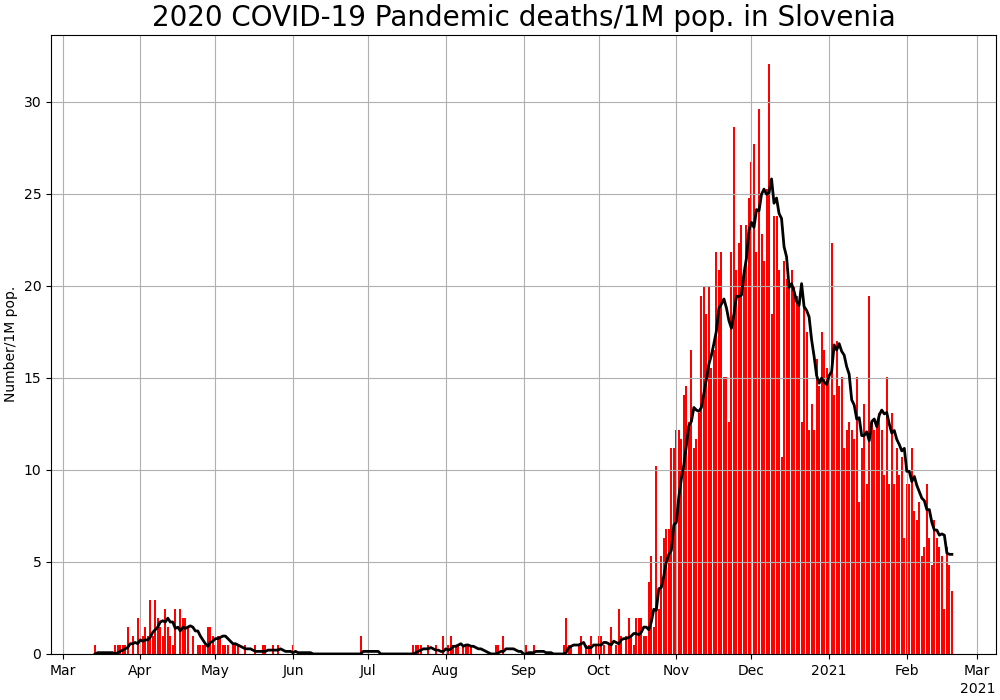 2020 COVID-19 Pandemic deaths/1M pop. in Slovenia
Number/1M pop.
30
25
20
15
10
5
0
Mar Apr May Jun Jul Aug Sep Oct Nov Dec 2021 Feb Mar
2021